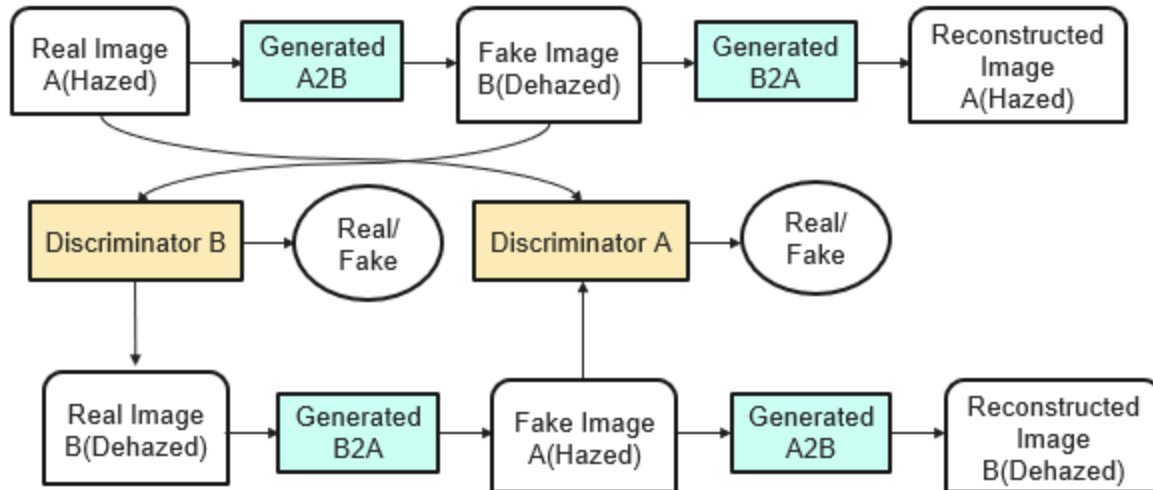 Real Image
A(Hazed)
Generated
A2B
Fake Image
B(Dehazed)
Generated
B2A
Reconstructed
Image
A(Hazed)
Discriminator B
Real/
Fake
Discriminator A
Real/
Fake
Real Image
B(Dehazed)
Generated
B2A
Fake Image
A(Hazed)
Generated
A2B
Reconstructed
Image
B(Dehazed)